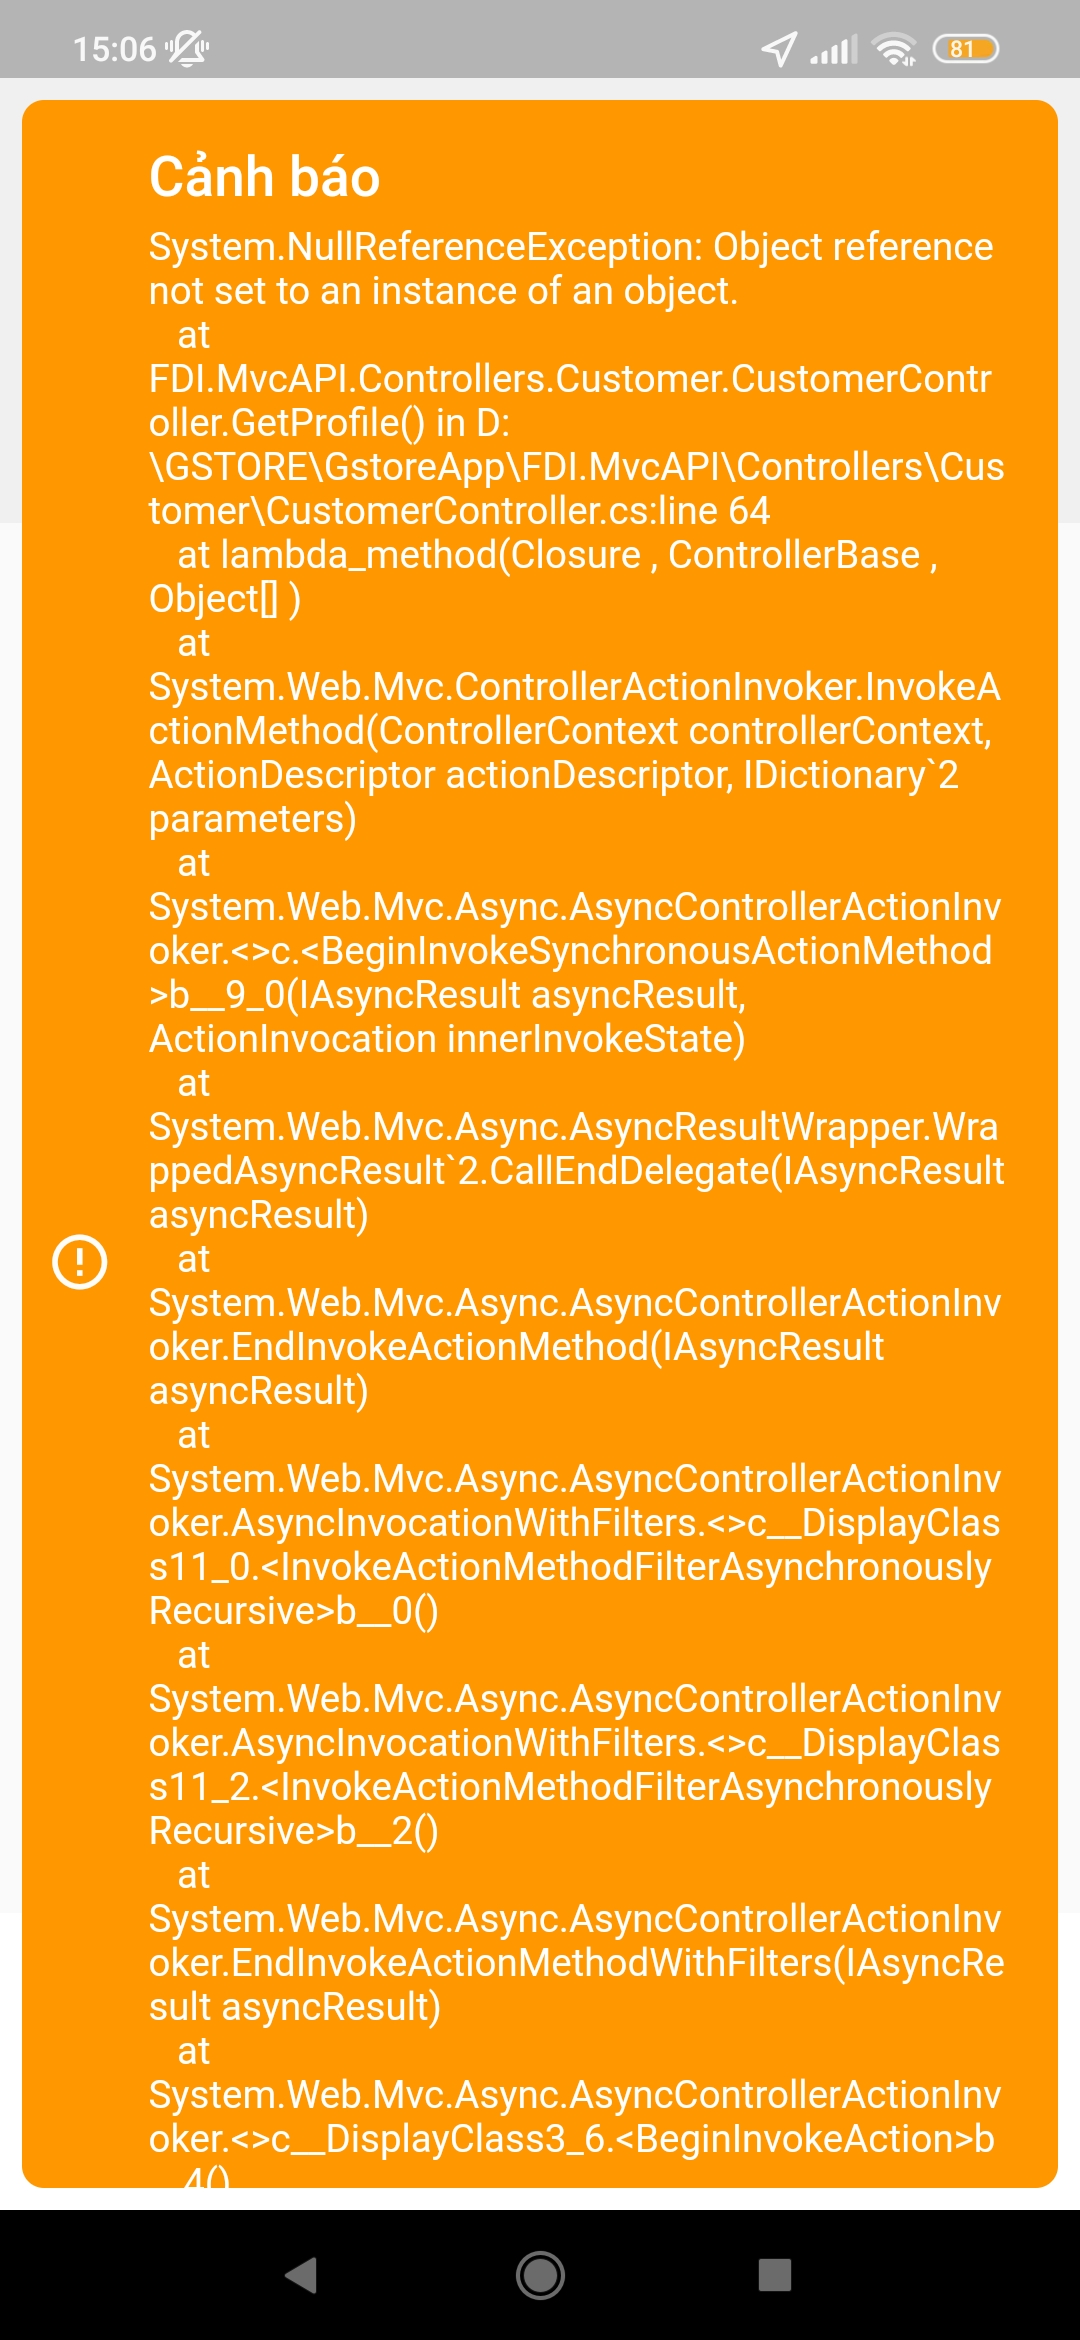 15:06
81
Cảnh báo
System.NullReferenceException: Object reference
not set to an instance of an object.
at
FDI.MvcAPI.Controllers.Customer.CustomerContr
oller.GetProfile() in D:
\GSTORE\GstoreApp\FDI.MvcAPI\Controllers\Cus
tomer\CustomerController.cs:line 64
at lambda_method(Closure , ControllerBase ,
Object[] )
at
System.Web.Mvc.ControllerActionInvoker.InvokeA
ctionMethod(ControllerContext controllerContext,
ActionDescriptor actionDescriptor, IDictionary`2
parameters)
at
System.Web.Mvc.Async.AsyncControllerActionInv
oker.<>c.<BeginInvokeSynchronousActionMethod
>b__9_0(IAsyncResult asyncResult,
ActionInvocation innerInvokeState)
at
System.Web.Mvc.Async.AsyncResultWrapper.Wra
ppedAsyncResult`2.CallEndDelegate(IAsyncResult
asyncResult)
at
System.Web.Mvc.Async.AsyncControllerActionInv
oker.EndInvokeActionMethod(IAsyncResult
asyncResult)
at
System.Web.Mvc.Async.AsyncControllerActionInv
oker.AsyncInvocationWithFilters.<>c__DisplayClas
s11_0.<InvokeActionMethodFilterAsynchronously
Recursive>b__0()
at
System.Web.Mvc.Async.AsyncControllerActionInv
oker.AsyncInvocationWithFilters.<>c__DisplayClas
s11_2.<InvokeActionMethodFilterAsynchronously
Recursive>b__2()
at
System.Web.Mvc.Async.AsyncControllerActionInv
oker.EndInvokeActionMethodWithFilters(IAsyncRe
sult asyncResult)
at
System.Web.Mvc.Async.AsyncControllerActionInv
oker.<>c__DisplayClass3_6.<BeginInvokeAction>b
__4()